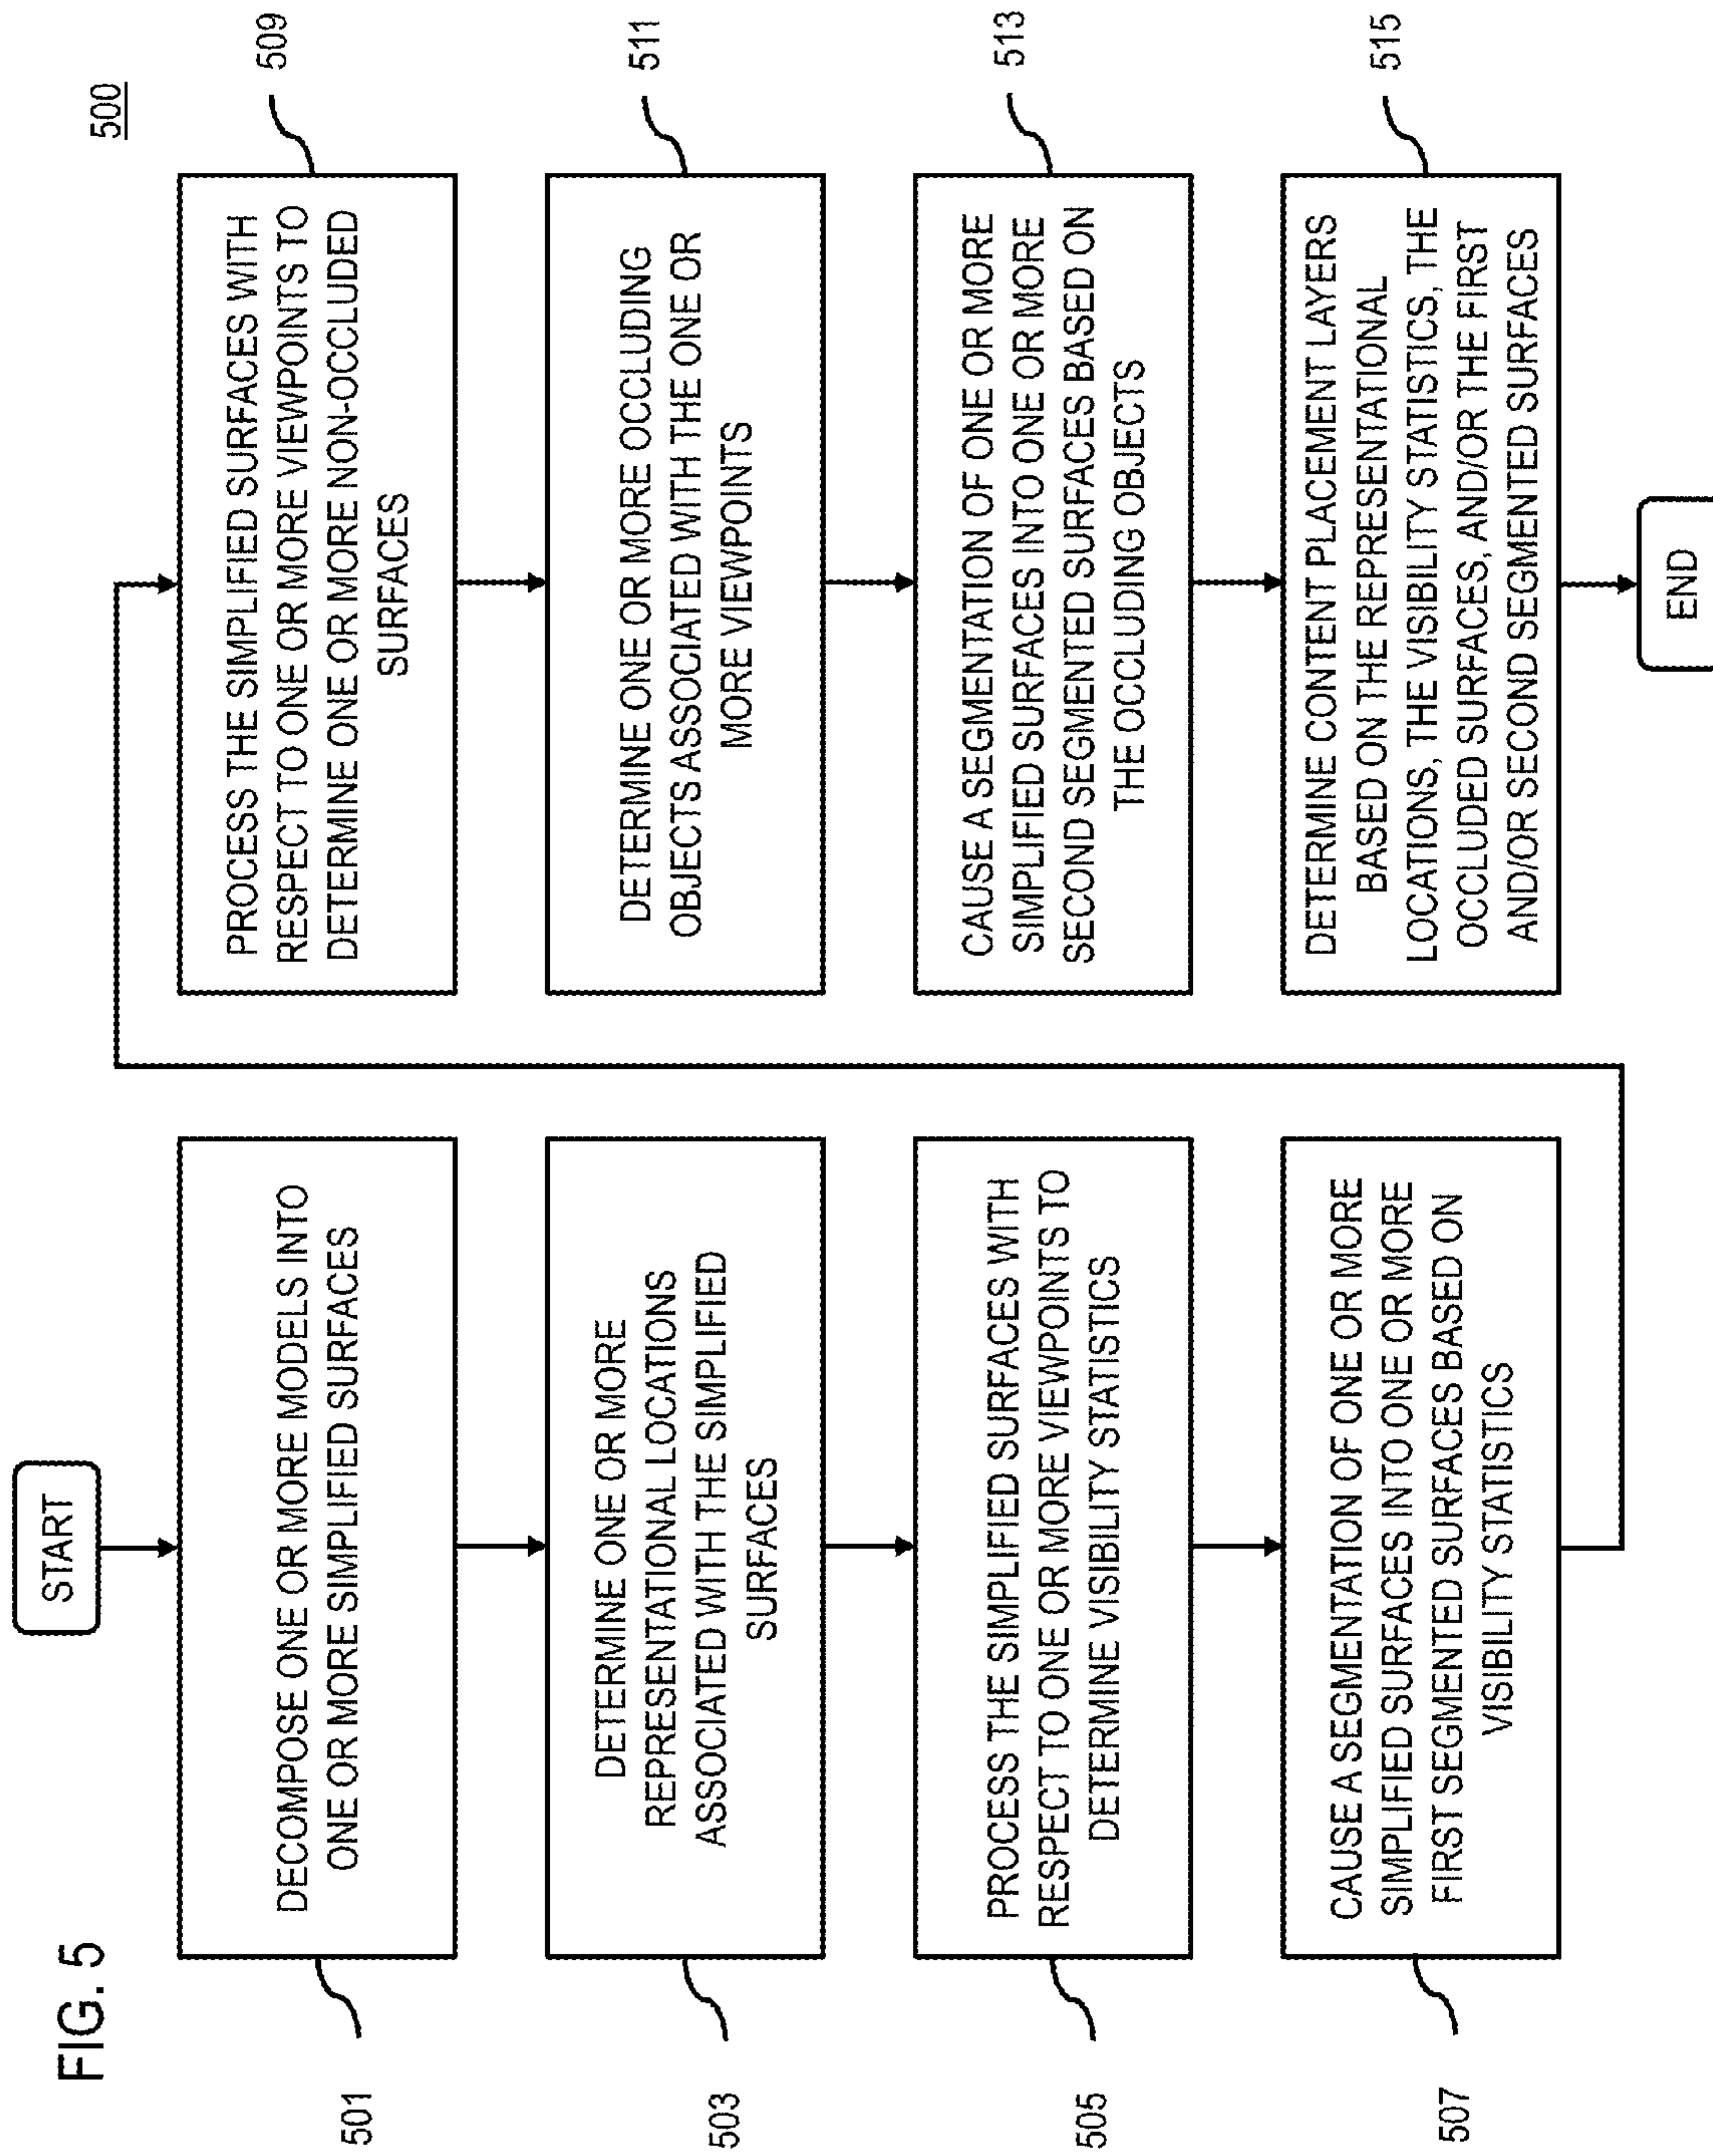 FIG. 5
500
START
501
DECOMPOSE ONE OR MORE MODELS INTO
ONE OR MORE SIMPLIFIED SURFACES
503
DETERMINE ONE OR MORE
REPRESENTATIONAL LOCATIONS
ASSOCIATED WITH THE SIMPLIFIED
SURFACES
505
PROCESS THE SIMPLIFIED SURFACES WITH
RESPECT TO ONE OR MORE VIEWPOINTS TO
DETERMINE VISIBILITY STATISTICS
507
CAUSE A SEGMENTATION OF ONE OR MORE
SIMPLIFIED SURFACES INTO ONE OR MORE
FIRST SEGMENTED SURFACES BASED ON
VISIBILITY STATISTICS
509
PROCESS THE SIMPLIFIED SURFACES WITH
RESPECT TO ONE OR MORE VIEWPOINTS TO
DETERMINE ONE OR MORE NON-OCCLUDED
SURFACES
511
DETERMINE ONE OR MORE OCCLUDING
OBJECTS ASSOCIATED WITH THE ONE OR
MORE VIEWPOINTS
513
CAUSE A SEGMENTATION OF ONE OR MORE
SIMPLIFIED SURFACES INTO ONE OR MORE
SECOND SEGMENTED SURFACES BASED ON
THE OCCLUDING OBJECTS
515
DETERMINE CONTENT PLACEMENT LAYERS
BASED ON THE REPRESENTATIONAL
LOCATIONS, THE VISIBILITY STATISTICS, THE
OCCLUDED SURFACES, AND/OR THE FIRST
AND/OR SECOND SEGMENTED SURFACES
END